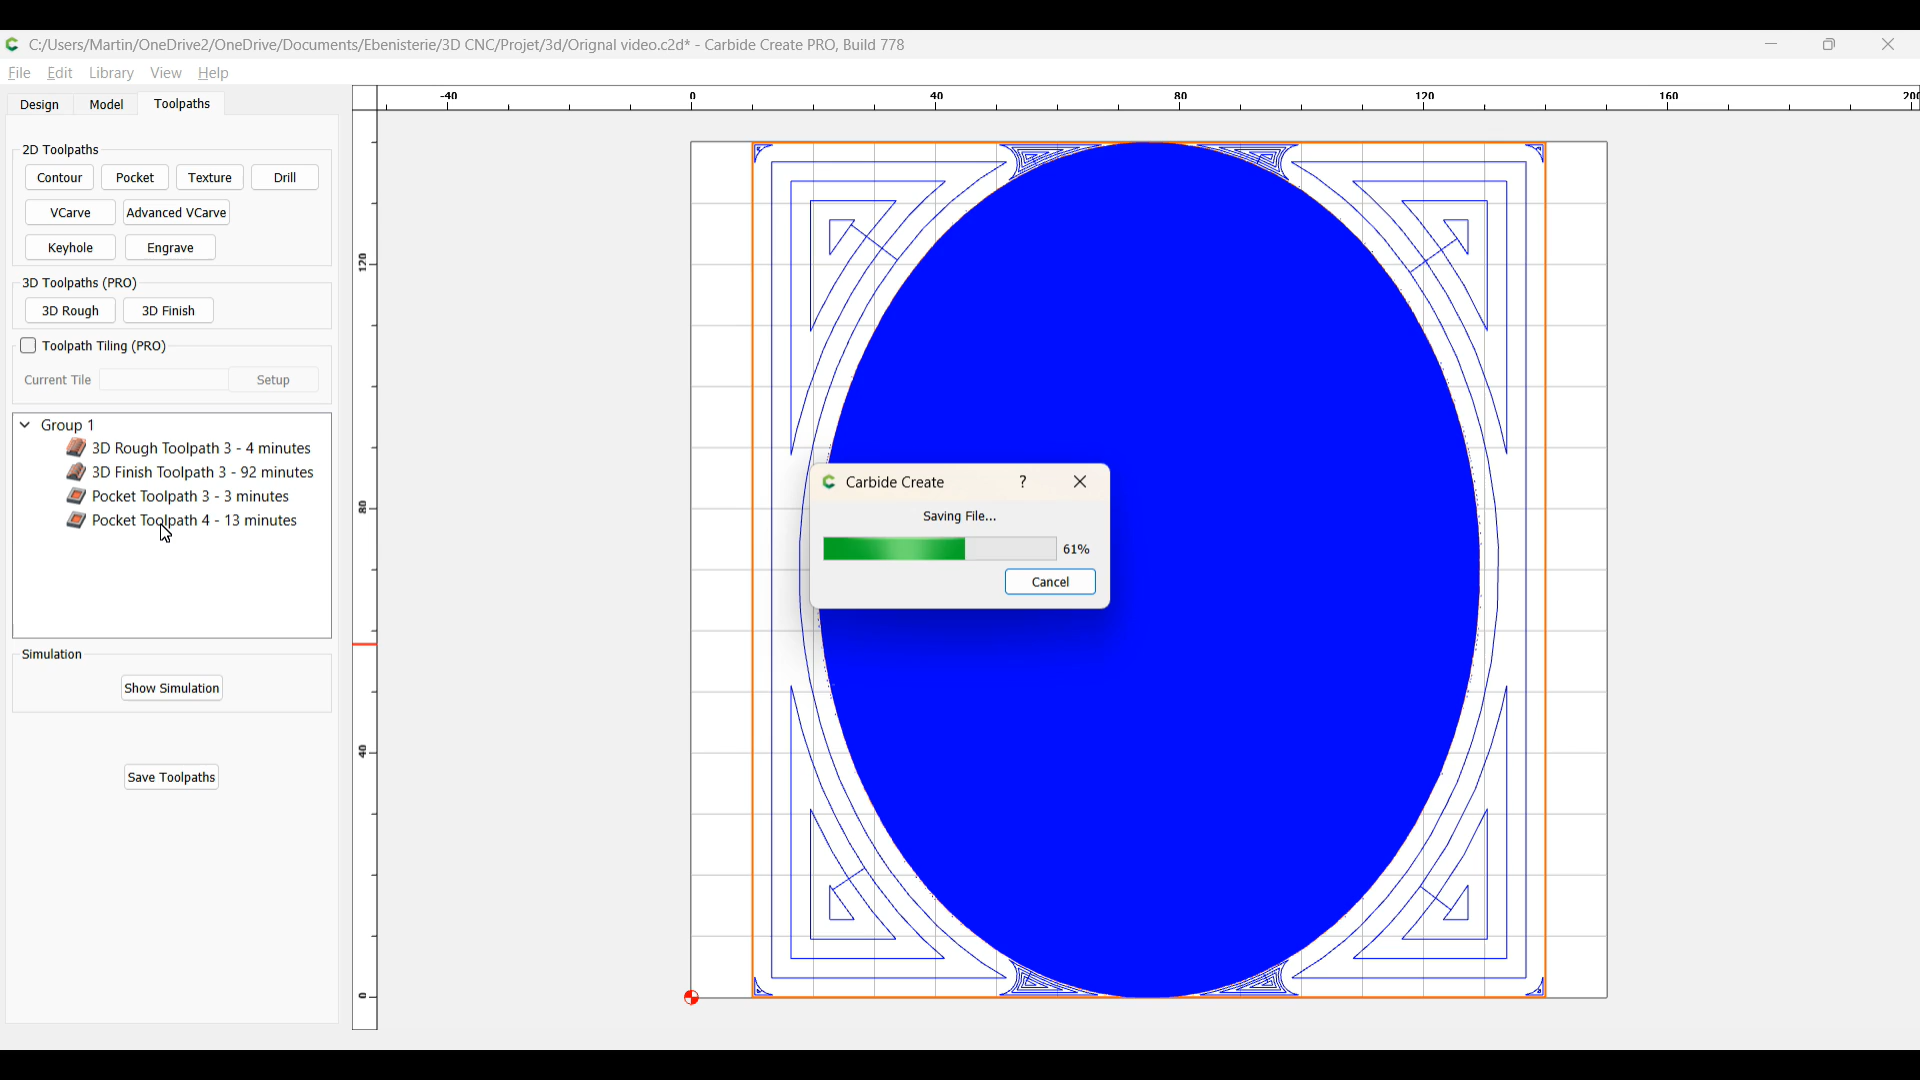 C:/Users/Martin/OneDrive2/OneDrive/Documents/Ebenisterie/3D CNC/Projet/3d/Orignal video.c2d* - Carbide Create PRO, Build 778
File Edit Library View Help
Design Model Toolpaths
-40 0 40 80 120 160 200
2D Toolpaths
Contour Pocket Texture Drill
VCarve Advanced VCarve
Keyhole Engrave
120
3D Toolpaths (PRO)
3D Rough 3D Finish
Toolpath Tiling (PRO)
Current Tile Setup
Group 1
3D Rough Toolpath 3 - 4 minutes
3D Finish Toolpath 3 - 92 minutes
Pocket Toolpath 3 - 3 minutes
Pocket Toolpath 4 - 13 minutes
80
Carbide Create ?
Saving File...
61%
Cancel
Simulation
Show Simulation
40
Save Toolpaths
0